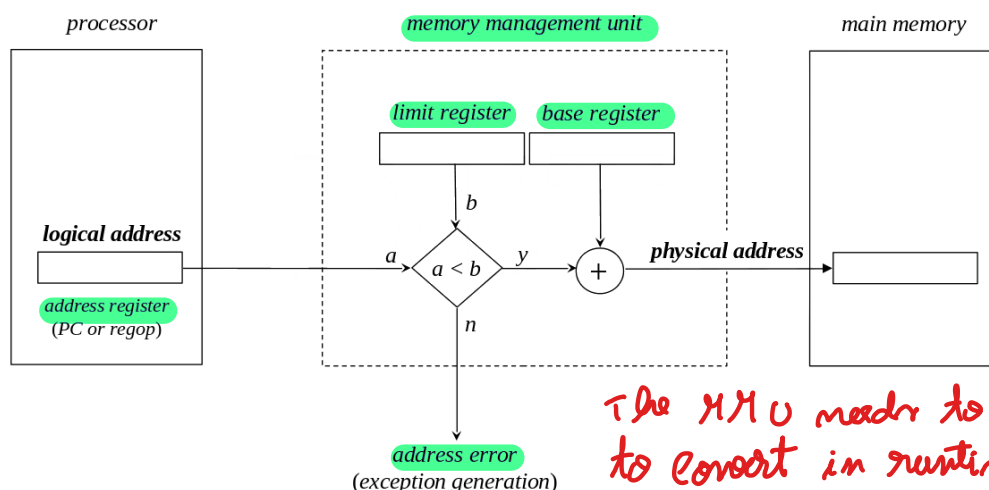 processor
memory management unit
main memory
limit register
base register
b
logical address
a
a < b
y
+
physical address
address register
(PC or regop)
n
The MMU needs to
to convert in runtim
address error
(exception generation)